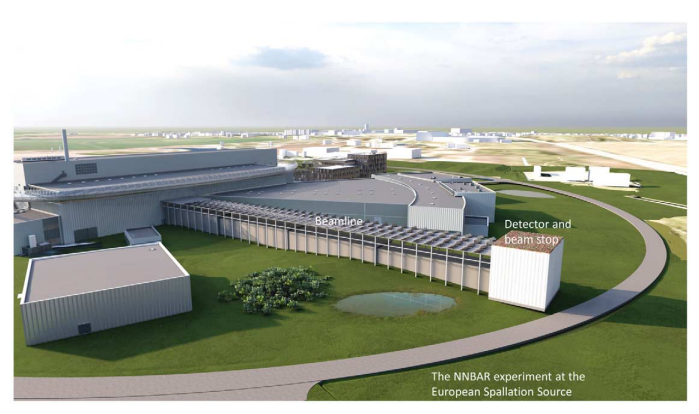 Beamline
Detector and
beam stop
The NNBAR experiment at the
European Spallation Source